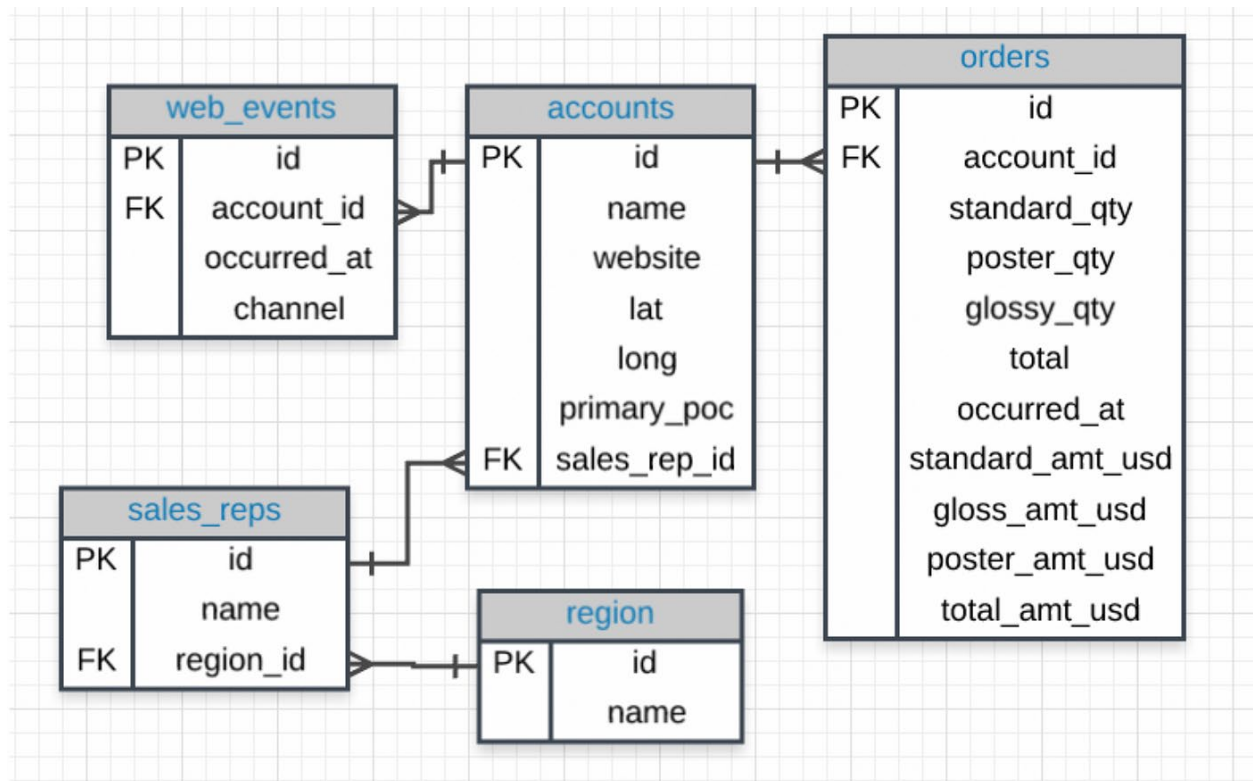 web_events
PK id
FK account_id
occurred_at
channel
accounts
PK id
name
website
lat
long
primary_poc
FK sales_rep_id
orders
PK id
FK account_id
standard_qty
poster_qty
glossy_qty
total
occurred_at
standard_amt_usd
gloss_amt_usd
poster_amt_usd
total_amt_usd
sales_reps
PK id
name
FK region_id
region
PK id
name